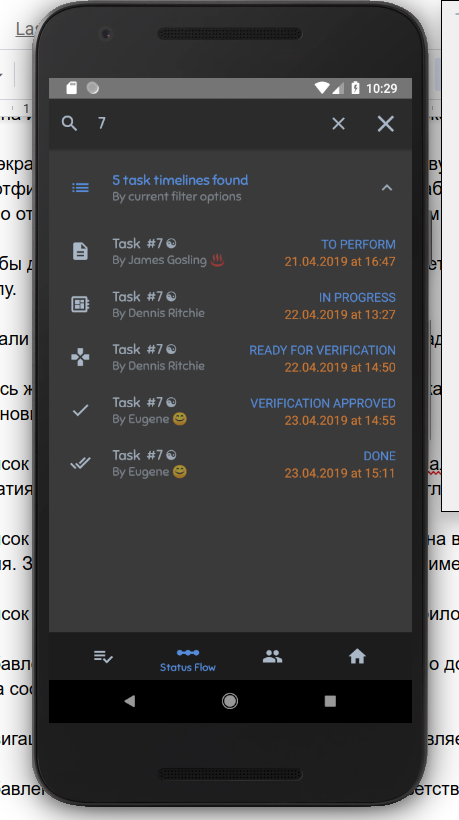 10:29
7
5 task timelines found
By current filter options
Task #7 ☯
TO PERFORM
By James Gosling ♨
21.04.2019 at 16:47
Task #7 ☯
IN PROGRESS
By Dennis Ritchie
22.04.2019 at 13:27
Task #7 ☯
READY FOR VERIFICATION
By Dennis Ritchie
22.04.2019 at 14:50
Task #7 ☯
VERIFICATION APPROVED
By Eugene 😊
23.04.2019 at 14:55
Task #7 ☯
DONE
By Eugene 😊
23.04.2019 at 15:11
Status Flow